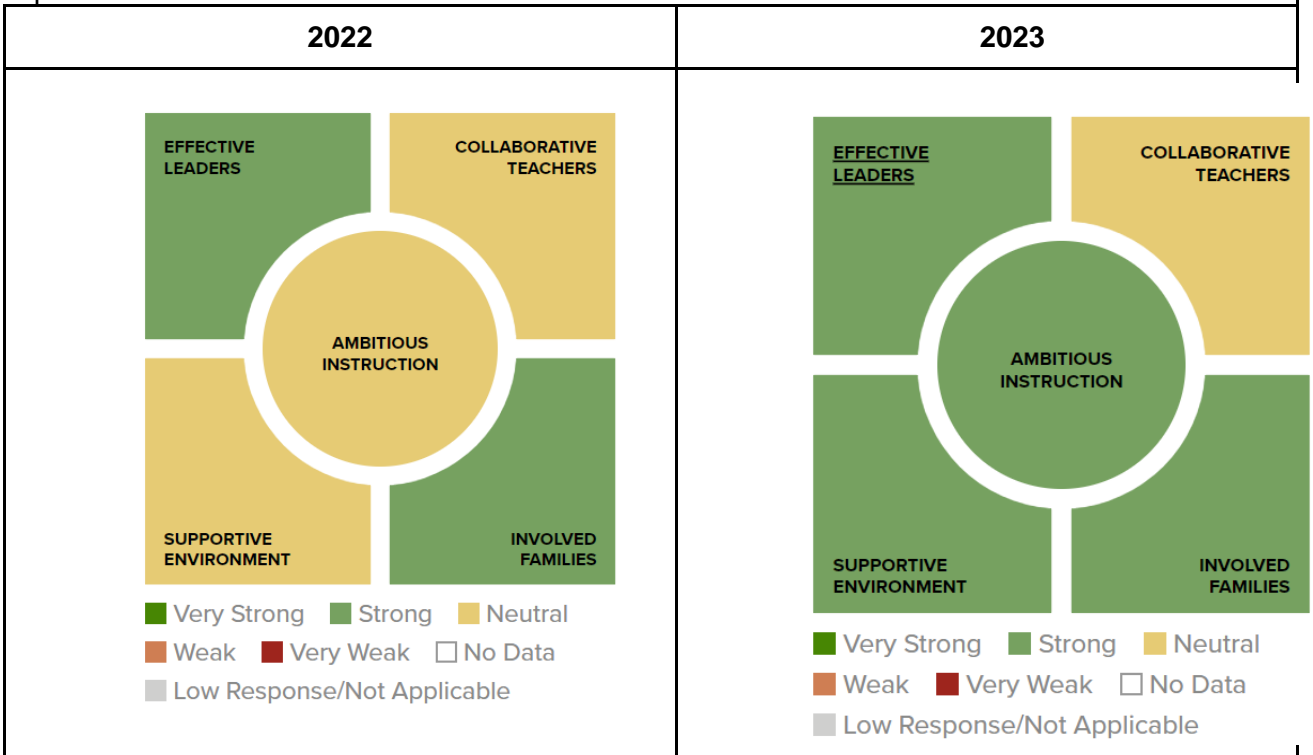 2022
2023
EFFECTIVE
LEADERS
COLLABORATIVE
TEACHERS
AMBITIOUS
INSTRUCTION
SUPPORTIVE
ENVIRONMENT
INVOLVED
FAMILIES
Very Strong Strong Neutral
Weak Very Weak No Data
Low Response/Not Applicable
EFFECTIVE
LEADERS
COLLABORATIVE
TEACHERS
AMBITIOUS
INSTRUCTION
SUPPORTIVE
ENVIRONMENT
INVOLVED
FAMILIES
Very Strong Strong Neutral
Weak Very Weak No Data
Low Response/Not Applicable